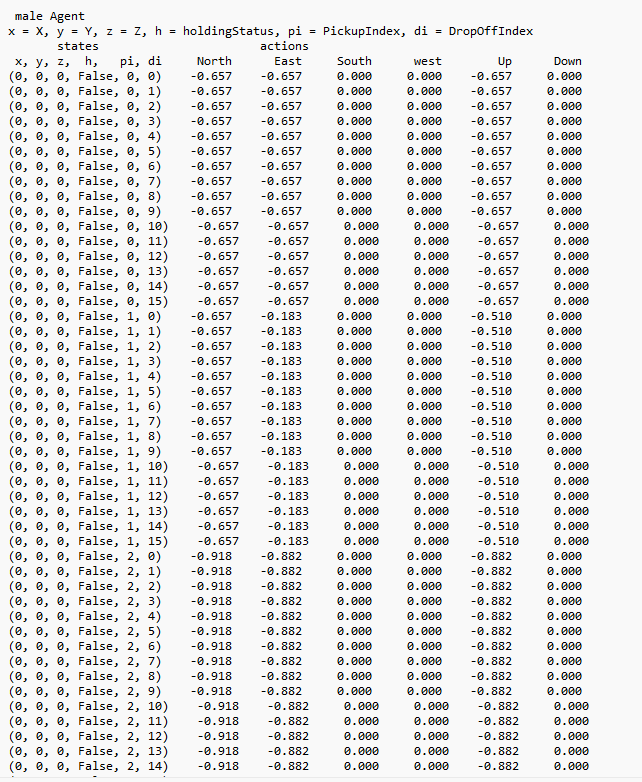 male Agent
x = X, y = Y, z = Z, h = holdingStatus, pi = PickupIndex, di = DropOffIndex
states actions
x, y, z, h, pi, di North East South west Up Down
(0, 0, 0, False, 0, 0) -0.657 -0.657 0.000 0.000 -0.657 0.000
(0, 0, 0, False, 0, 1) -0.657 -0.657 0.000 0.000 -0.657 0.000
(0, 0, 0, False, 0, 2) -0.657 -0.657 0.000 0.000 -0.657 0.000
(0, 0, 0, False, 0, 3) -0.657 -0.657 0.000 0.000 -0.657 0.000
(0, 0, 0, False, 0, 4) -0.657 -0.657 0.000 0.000 -0.657 0.000
(0, 0, 0, False, 0, 5) -0.657 -0.657 0.000 0.000 -0.657 0.000
(0, 0, 0, False, 0, 6) -0.657 -0.657 0.000 0.000 -0.657 0.000
(0, 0, 0, False, 0, 7) -0.657 -0.657 0.000 0.000 -0.657 0.000
(0, 0, 0, False, 0, 8) -0.657 -0.657 0.000 0.000 -0.657 0.000
(0, 0, 0, False, 0, 9) -0.657 -0.657 0.000 0.000 -0.657 0.000
(0, 0, 0, False, 0, 10) -0.657 -0.657 0.000 0.000 -0.657 0.000
(0, 0, 0, False, 0, 11) -0.657 -0.657 0.000 0.000 -0.657 0.000
(0, 0, 0, False, 0, 12) -0.657 -0.657 0.000 0.000 -0.657 0.000
(0, 0, 0, False, 0, 13) -0.657 -0.657 0.000 0.000 -0.657 0.000
(0, 0, 0, False, 0, 14) -0.657 -0.657 0.000 0.000 -0.657 0.000
(0, 0, 0, False, 0, 15) -0.657 -0.657 0.000 0.000 -0.657 0.000
(0, 0, 0, False, 1, 0) -0.657 -0.183 0.000 0.000 -0.510 0.000
(0, 0, 0, False, 1, 1) -0.657 -0.183 0.000 0.000 -0.510 0.000
(0, 0, 0, False, 1, 2) -0.657 -0.183 0.000 0.000 -0.510 0.000
(0, 0, 0, False, 1, 3) -0.657 -0.183 0.000 0.000 -0.510 0.000
(0, 0, 0, False, 1, 4) -0.657 -0.183 0.000 0.000 -0.510 0.000
(0, 0, 0, False, 1, 5) -0.657 -0.183 0.000 0.000 -0.510 0.000
(0, 0, 0, False, 1, 6) -0.657 -0.183 0.000 0.000 -0.510 0.000
(0, 0, 0, False, 1, 7) -0.657 -0.183 0.000 0.000 -0.510 0.000
(0, 0, 0, False, 1, 8) -0.657 -0.183 0.000 0.000 -0.510 0.000
(0, 0, 0, False, 1, 9) -0.657 -0.183 0.000 0.000 -0.510 0.000
(0, 0, 0, False, 1, 10) -0.657 -0.183 0.000 0.000 -0.510 0.000
(0, 0, 0, False, 1, 11) -0.657 -0.183 0.000 0.000 -0.510 0.000
(0, 0, 0, False, 1, 12) -0.657 -0.183 0.000 0.000 -0.510 0.000
(0, 0, 0, False, 1, 13) -0.657 -0.183 0.000 0.000 -0.510 0.000
(0, 0, 0, False, 1, 14) -0.657 -0.183 0.000 0.000 -0.510 0.000
(0, 0, 0, False, 1, 15) -0.657 -0.183 0.000 0.000 -0.510 0.000
(0, 0, 0, False, 2, 0) -0.918 -0.882 0.000 0.000 -0.882 0.000
(0, 0, 0, False, 2, 1) -0.918 -0.882 0.000 0.000 -0.882 0.000
(0, 0, 0, False, 2, 2) -0.918 -0.882 0.000 0.000 -0.882 0.000
(0, 0, 0, False, 2, 3) -0.918 -0.882 0.000 0.000 -0.882 0.000
(0, 0, 0, False, 2, 4) -0.918 -0.882 0.000 0.000 -0.882 0.000
(0, 0, 0, False, 2, 5) -0.918 -0.882 0.000 0.000 -0.882 0.000
(0, 0, 0, False, 2, 6) -0.918 -0.882 0.000 0.000 -0.882 0.000
(0, 0, 0, False, 2, 7) -0.918 -0.882 0.000 0.000 -0.882 0.000
(0, 0, 0, False, 2, 8) -0.918 -0.882 0.000 0.000 -0.882 0.000
(0, 0, 0, False, 2, 9) -0.918 -0.882 0.000 0.000 -0.882 0.000
(0, 0, 0, False, 2, 10) -0.918 -0.882 0.000 0.000 -0.882 0.000
(0, 0, 0, False, 2, 11) -0.918 -0.882 0.000 0.000 -0.882 0.000
(0, 0, 0, False, 2, 12) -0.918 -0.882 0.000 0.000 -0.882 0.000
(0, 0, 0, False, 2, 13) -0.918 -0.882 0.000 0.000 -0.882 0.000
(0, 0, 0, False, 2, 14) -0.918 -0.882 0.000 0.000 -0.882 0.000